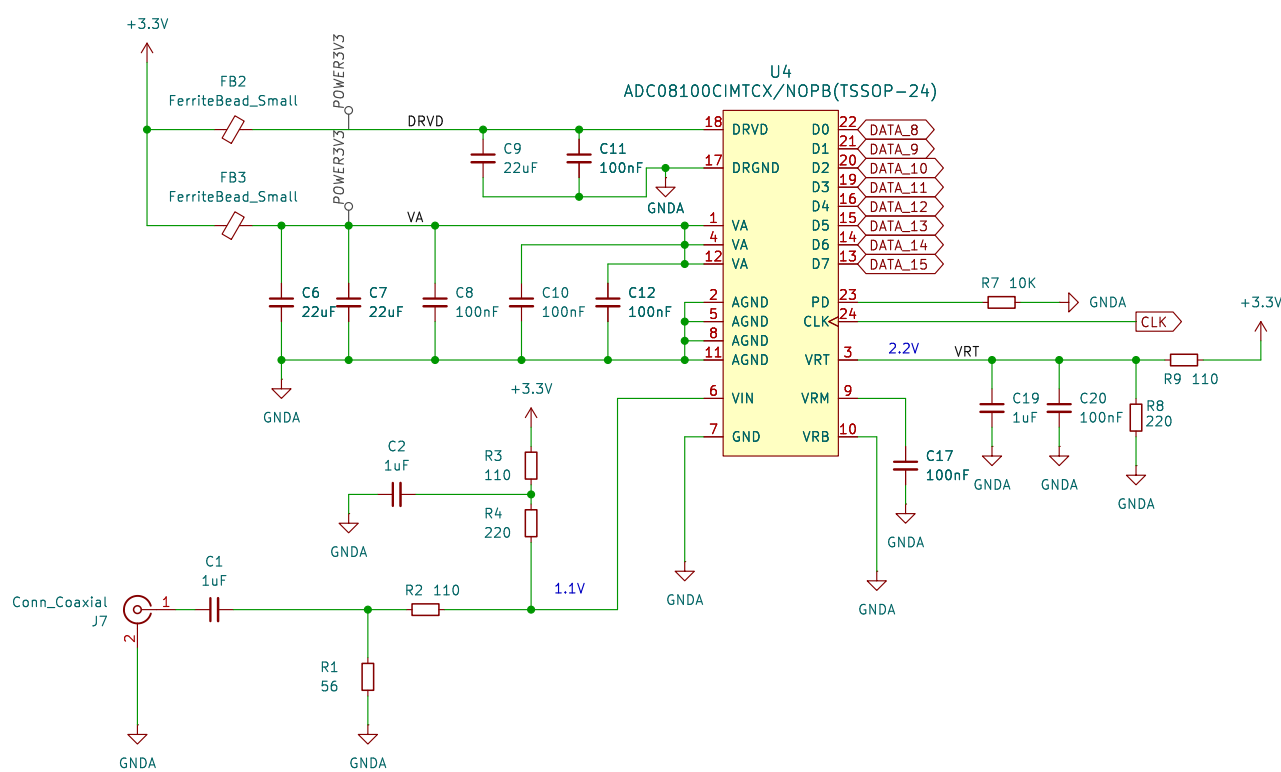 +3.3V
FB2
FerriteBead_Small
POWER3V3
DRVD
C9
22uF
C11
100nF
GNDA
FB3
FerriteBead_Small
POWER3V3
VA
C6
22uF
C7
22uF
C8
100nF
C10
100nF
C12
100nF
GNDA
U4
ADC08100CIMTCX/NOPB(TSSOP-24)
18 DRVD
17 DRGND
1 VA
4 VA
12 VA
2 AGND
5 AGND
8 AGND
11 AGND
6 VIN
7 GND
D0 22 DATA_8
D1 21 DATA_9
D2 20 DATA_10
D3 19 DATA_11
D4 16 DATA_12
D5 15 DATA_13
D6 14 DATA_14
D7 13 DATA_15
PD 23
CLK 24
VRT 3
VRM 9
VRB 10
R7 10K
GNDA
CLK
+3.3V
2.2V
VRT
R9 110
C19
1uF
C20
100nF
R8
220
GNDA
GNDA
GNDA
C17
100nF
GNDA
GNDA
GNDA
+3.3V
R3
110
C2
1uF
GNDA
R4
220
1.1V
C1
1uF
R2 110
Conn_Coaxial
J7
1
2
R1
56
GNDA
GNDA